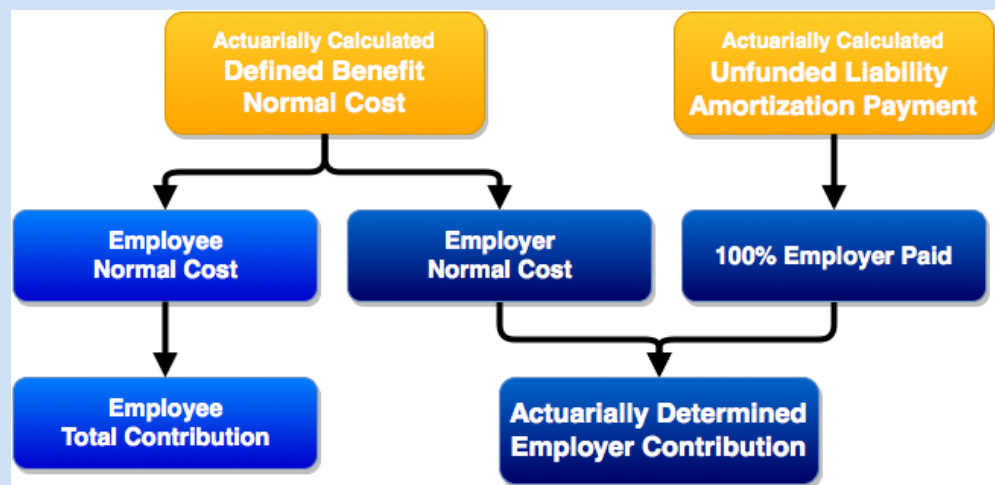 Actuarially Calculated
Defined Benefit
Normal Cost
Actuarially Calculated
Unfunded Liability
Amortization Payment
Employee
Normal Cost
Employer
Normal Cost
100% Employer Paid
Employee
Total Contribution
Actuarially Determined
Employer Contribution